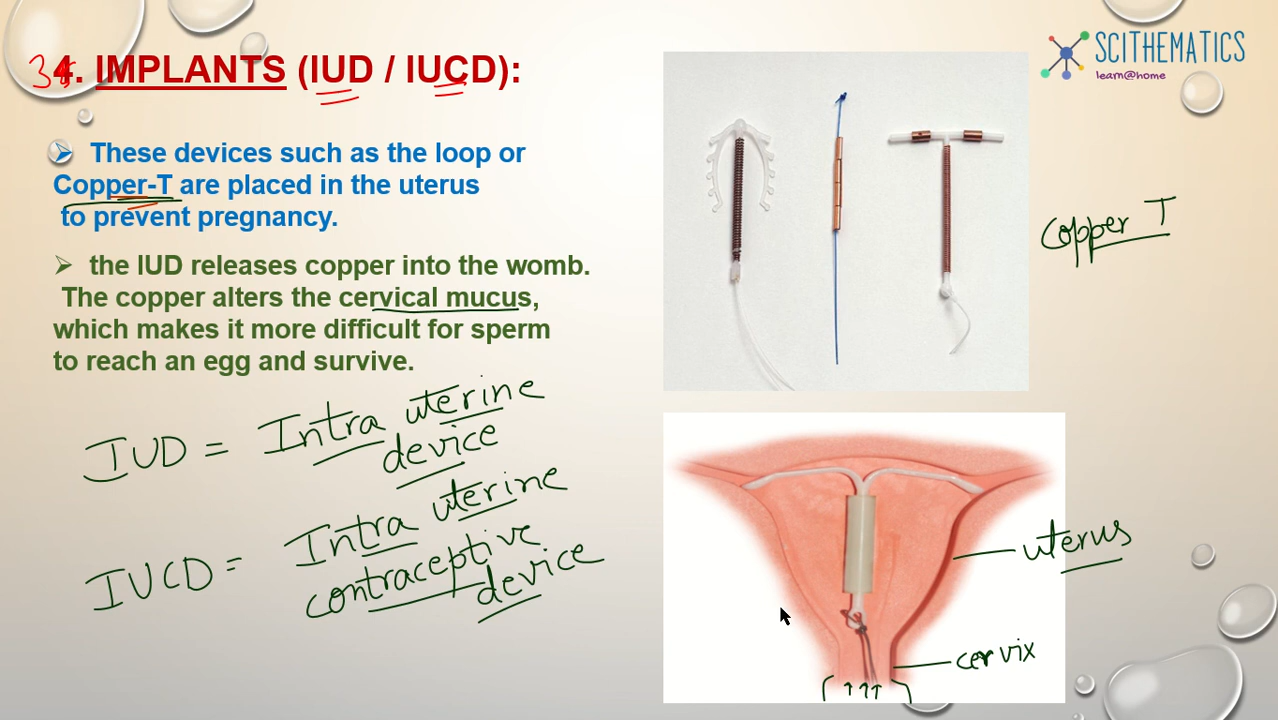 4. IMPLANTS (IUD / IUCD):
SCITHEMATICS
learn@home
➢ These devices such as the loop or
Copper-T are placed in the uterus
to prevent pregnancy.
➢ the IUD releases copper into the womb.
The copper alters the cervical mucus,
which makes it more difficult for sperm
to reach an egg and survive.
IUD = Intra uterine
device
IUCD = Intra uterine
contraceptive
device
Copper T
uterus
cervix